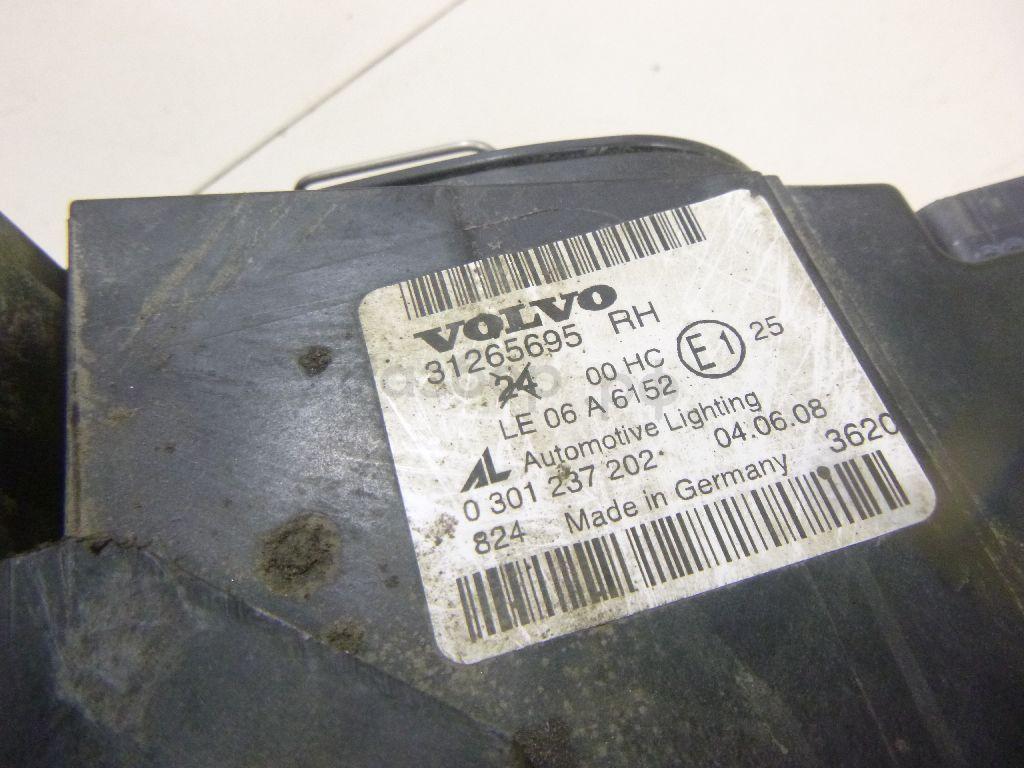 VOLVO
31265695 RH
24 00 HC E1 25
LE 06 A 6152
AL Automotive Lighting
0 301 237 202 04.06.08
824 Made in Germany 3620